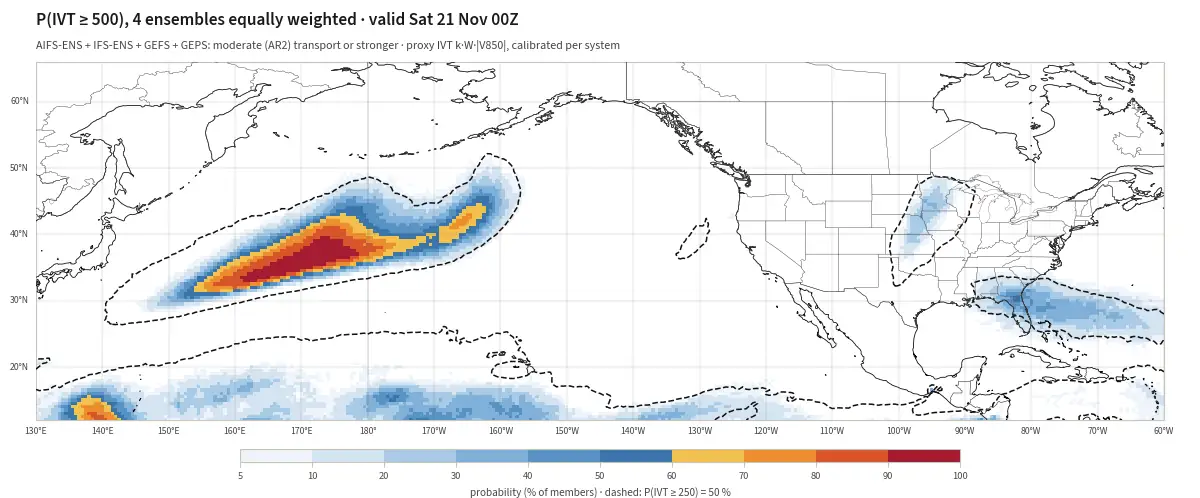 P(IVT ≥ 500), 4 ensembles equally weighted · valid Sat 21 Nov 00Z
AIFS-ENS + IFS-ENS + GEFS + GEPS: moderate (AR2) transport or stronger · proxy IVT k·W·|V850|, calibrated per system
60°N
50°N
40°N
30°N
20°N
130°E 140°E 150°E 160°E 170°E 180° 170°W 160°W 150°W 140°W 130°W 120°W 110°W 100°W 90°W 80°W 70°W 60°W
5 10 20 30 40 50 60 70 80 90 100
probability (% of members) · dashed: P(IVT ≥ 250) = 50 %